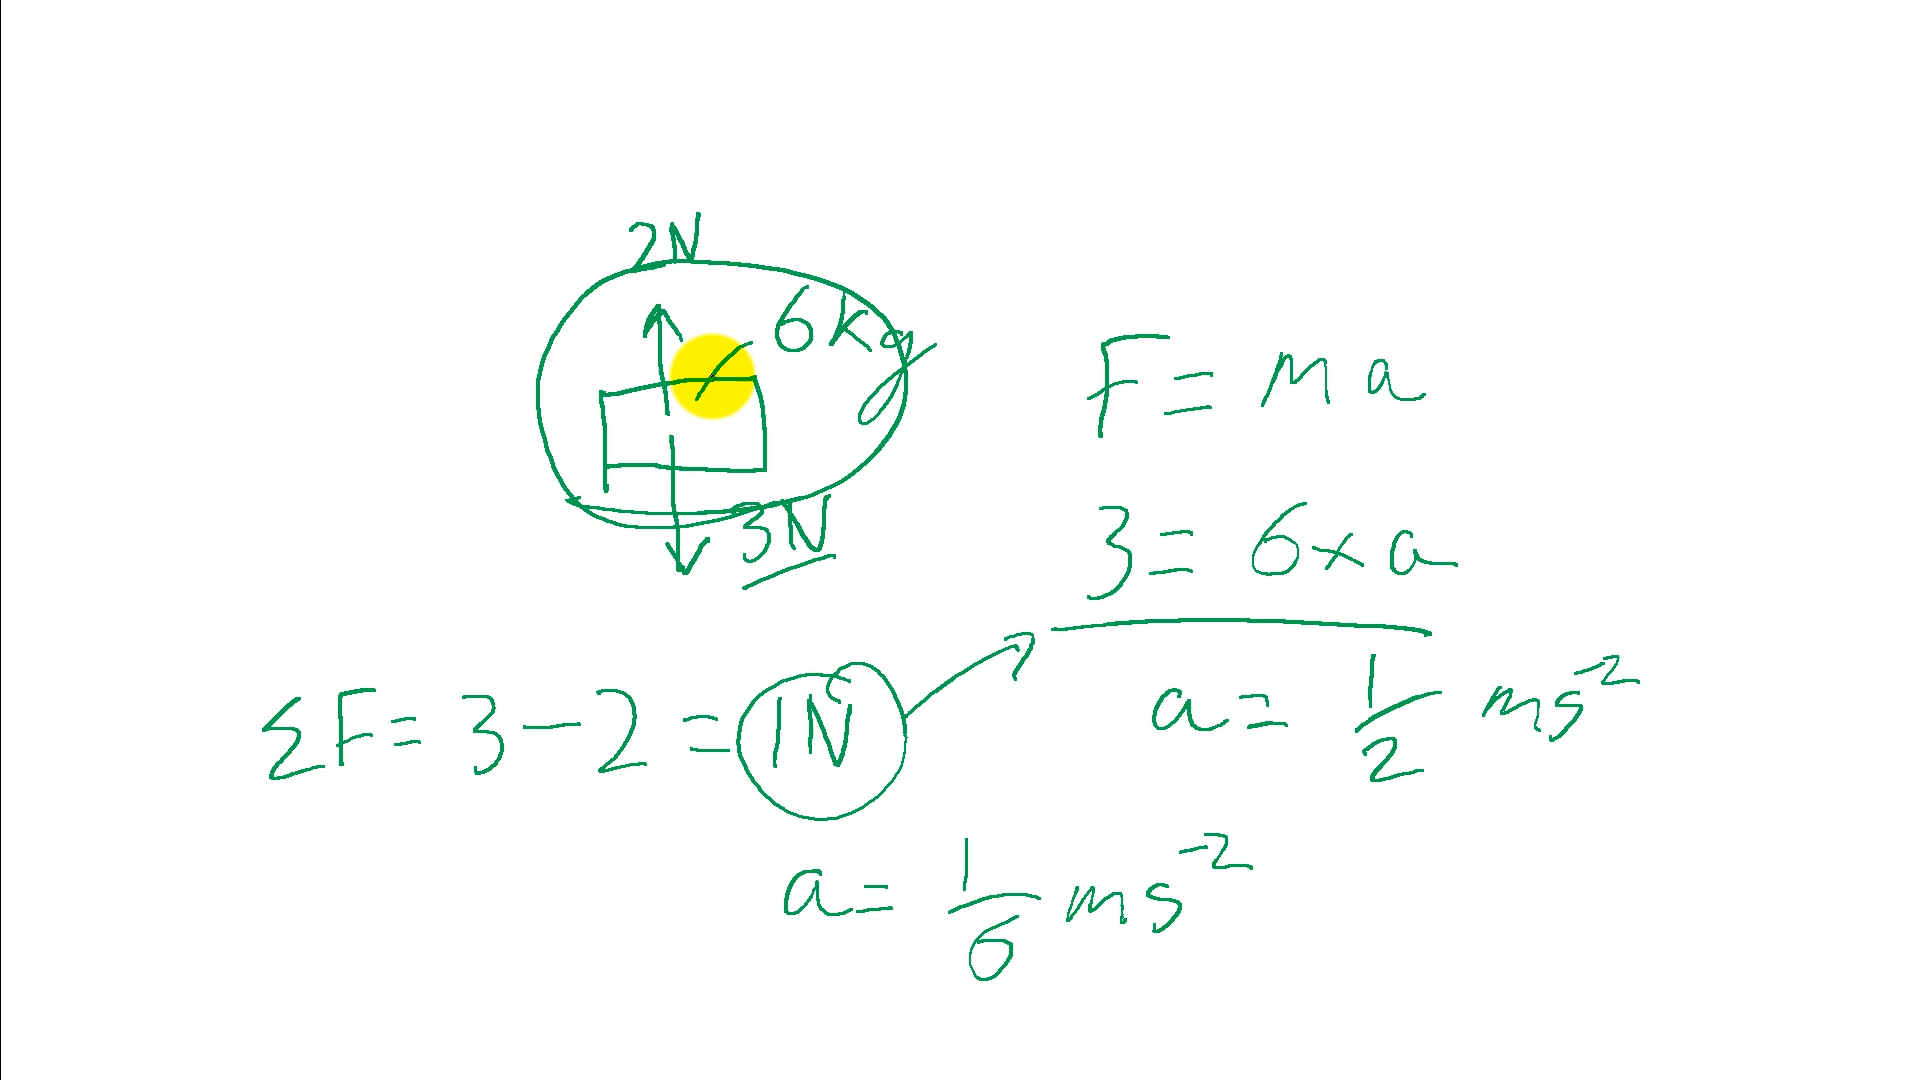 2N
6kg
3N
F = ma
3 = 6 × a
a = 1/2 ms⁻²
ΣF = 3 − 2 = 1N
a = 1/6 ms⁻²